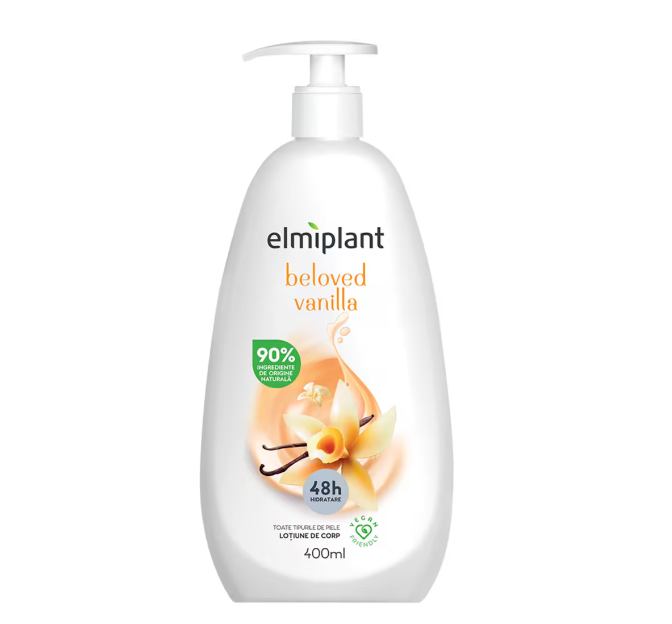 elmiplant
beloved
vanilla
90%
INGREDIENTE
DE ORIGINE
NATURALĂ
48h
HIDRATARE
TOATE TIPURILE DE PIELE
LOȚIUNE DE CORP
VEGAN
FRIENDLY
400ml